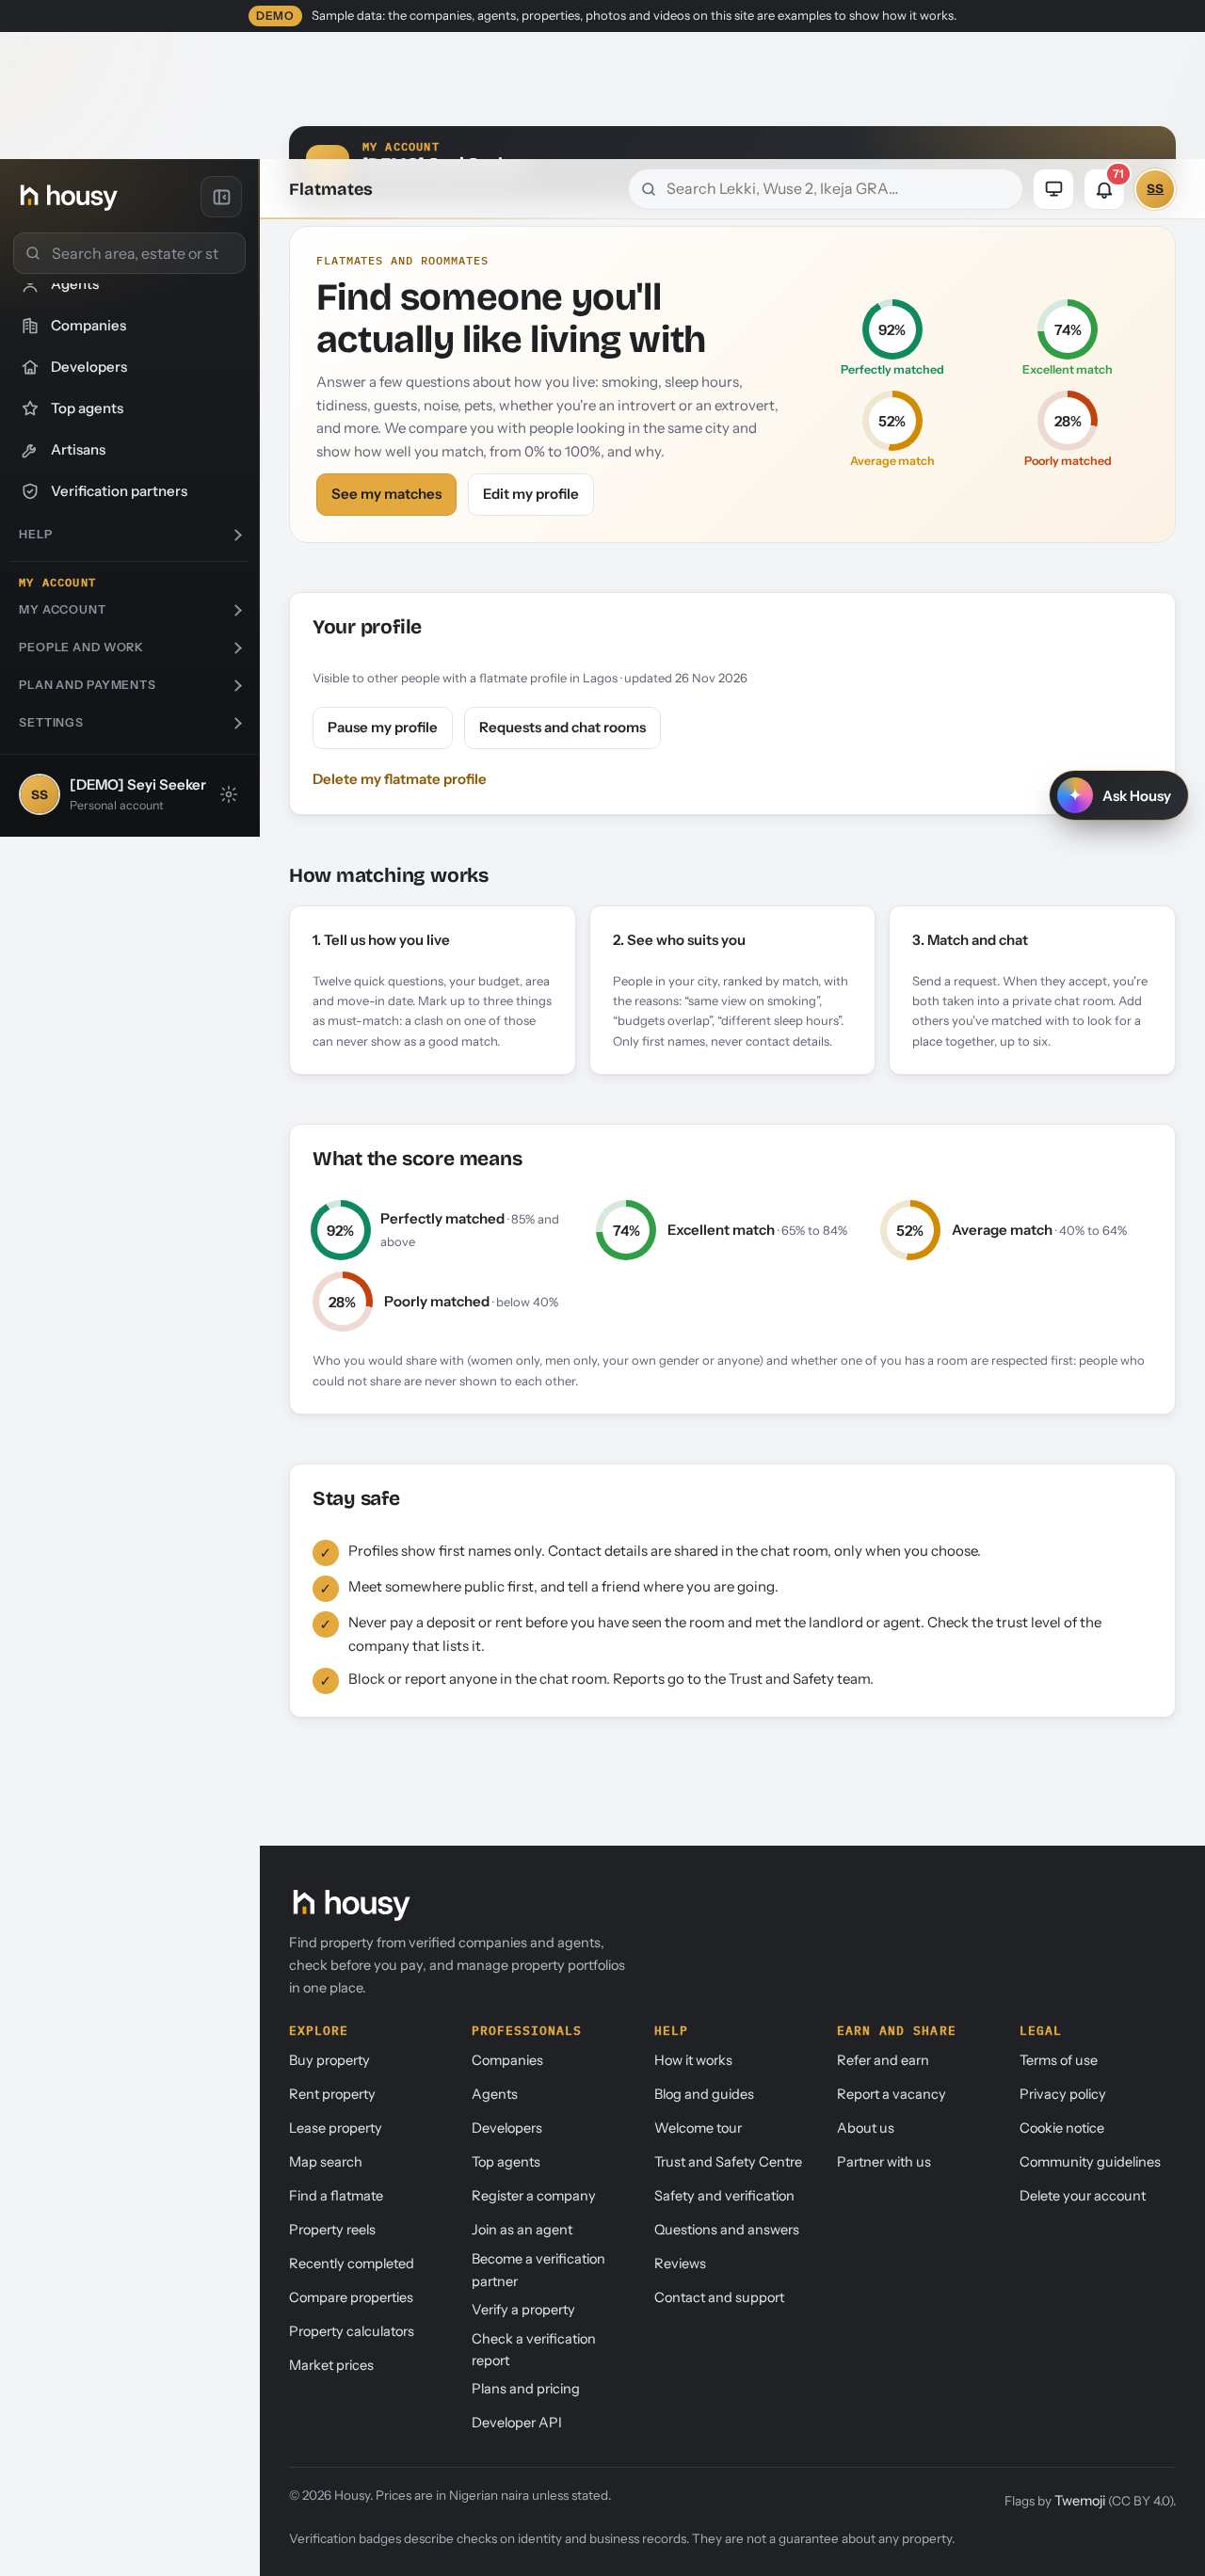 DEMO Sample data: the companies, agents, properties, photos and videos on this site are examples to show how it works.
MY ACCOUNT
housy
Search area, estate or st
Agents
Companies
Developers
Top agents
Artisans
Verification partners
HELP
MY ACCOUNT
MY ACCOUNT
PEOPLE AND WORK
PLAN AND PAYMENTS
SETTINGS
SS
[DEMO] Seyi Seeker
Personal account
Flatmates
Search Lekki, Wuse 2, Ikeja GRA...
71
SS
FLATMATES AND ROOMMATES
Find someone you'll
actually like living with
Answer a few questions about how you live: smoking, sleep hours,
tidiness, guests, noise, pets, whether you're an introvert or an extrovert,
and more. We compare you with people looking in the same city and
show how well you match, from 0% to 100%, and why.
See my matches
Edit my profile
92%
Perfectly matched
74%
Excellent match
52%
Average match
28%
Poorly matched
Your profile
Visible to other people with a flatmate profile in Lagos · updated 26 Nov 2026
Pause my profile
Requests and chat rooms
Delete my flatmate profile
Ask Housy
How matching works
1. Tell us how you live
Twelve quick questions, your budget, area
and move-in date. Mark up to three things
as must-match: a clash on one of those
can never show as a good match.
2. See who suits you
People in your city, ranked by match, with
the reasons: “same view on smoking”,
“budgets overlap”, “different sleep hours”.
Only first names, never contact details.
3. Match and chat
Send a request. When they accept, you're
both taken into a private chat room. Add
others you've matched with to look for a
place together, up to six.
What the score means
92%
Perfectly matched · 85% and
above
74%
Excellent match · 65% to 84%
52%
Average match · 40% to 64%
28%
Poorly matched · below 40%
Who you would share with (women only, men only, your own gender or anyone) and whether one of you has a room are respected first: people who
could not share are never shown to each other.
Stay safe
✓ Profiles show first names only. Contact details are shared in the chat room, only when you choose.
✓ Meet somewhere public first, and tell a friend where you are going.
✓ Never pay a deposit or rent before you have seen the room and met the landlord or agent. Check the trust level of the
company that lists it.
✓ Block or report anyone in the chat room. Reports go to the Trust and Safety team.
housy
Find property from verified companies and agents,
check before you pay, and manage property portfolios
in one place.
EXPLORE
Buy property
Rent property
Lease property
Map search
Find a flatmate
Property reels
Recently completed
Compare properties
Property calculators
Market prices
PROFESSIONALS
Companies
Agents
Developers
Top agents
Register a company
Join as an agent
Become a verification
partner
Verify a property
Check a verification
report
Plans and pricing
Developer API
HELP
How it works
Blog and guides
Welcome tour
Trust and Safety Centre
Safety and verification
Questions and answers
Reviews
Contact and support
EARN AND SHARE
Refer and earn
Report a vacancy
About us
Partner with us
LEGAL
Terms of use
Privacy policy
Cookie notice
Community guidelines
Delete your account
© 2026 Housy. Prices are in Nigerian naira unless stated.
Flags by Twemoji (CC BY 4.0).
Verification badges describe checks on identity and business records. They are not a guarantee about any property.